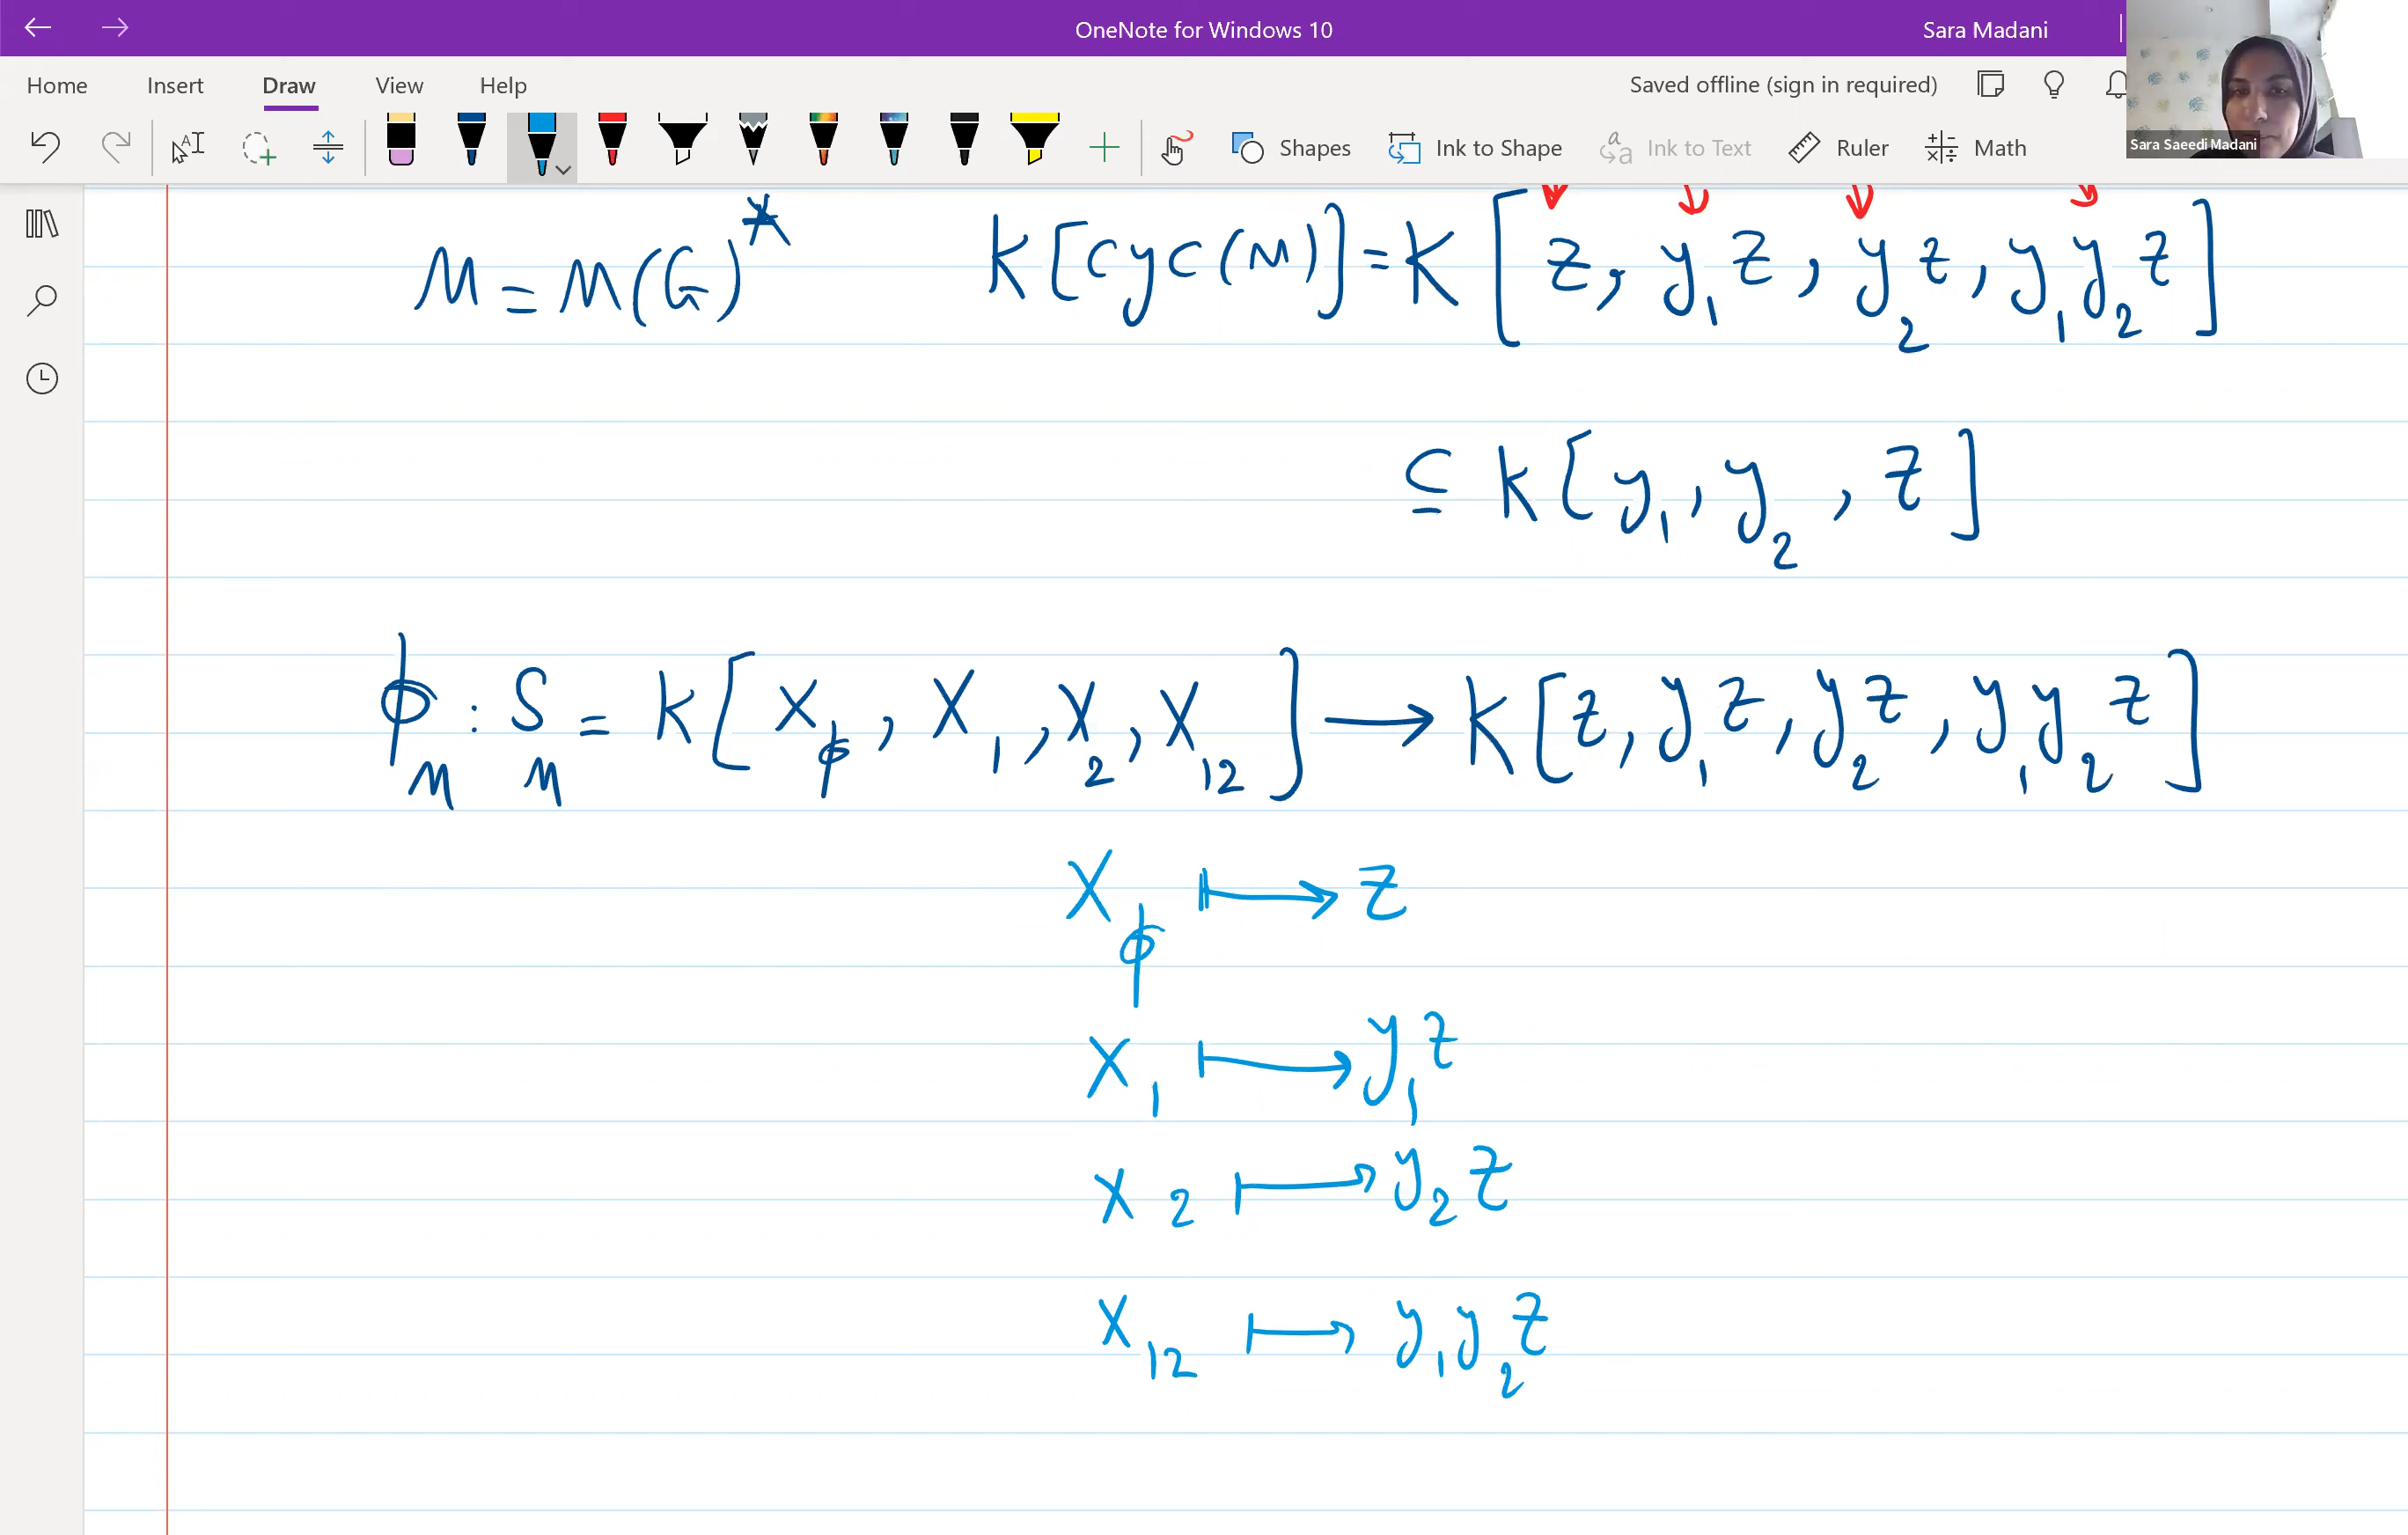 OneNote for Windows 10 Sara Madani
Home Insert Draw View Help Saved offline (sign in required)
Shapes Ink to Shape Ink to Text Ruler Math
Sara Saeedi Madani
M = M(G)* K[cyc(M)] = K[z, y₁z, y₂z, y₁y₂z]
⊆ K[y₁, y₂, z]
ϕ_M : S_M = K[x_ϕ, x₁, x₂, x₁₂] ⟶ K[z, y₁z, y₂z, y₁y₂z]
x_ϕ ⟼ z
x₁ ⟼ y₁z
x₂ ⟼ y₂z
x₁₂ ⟼ y₁y₂z